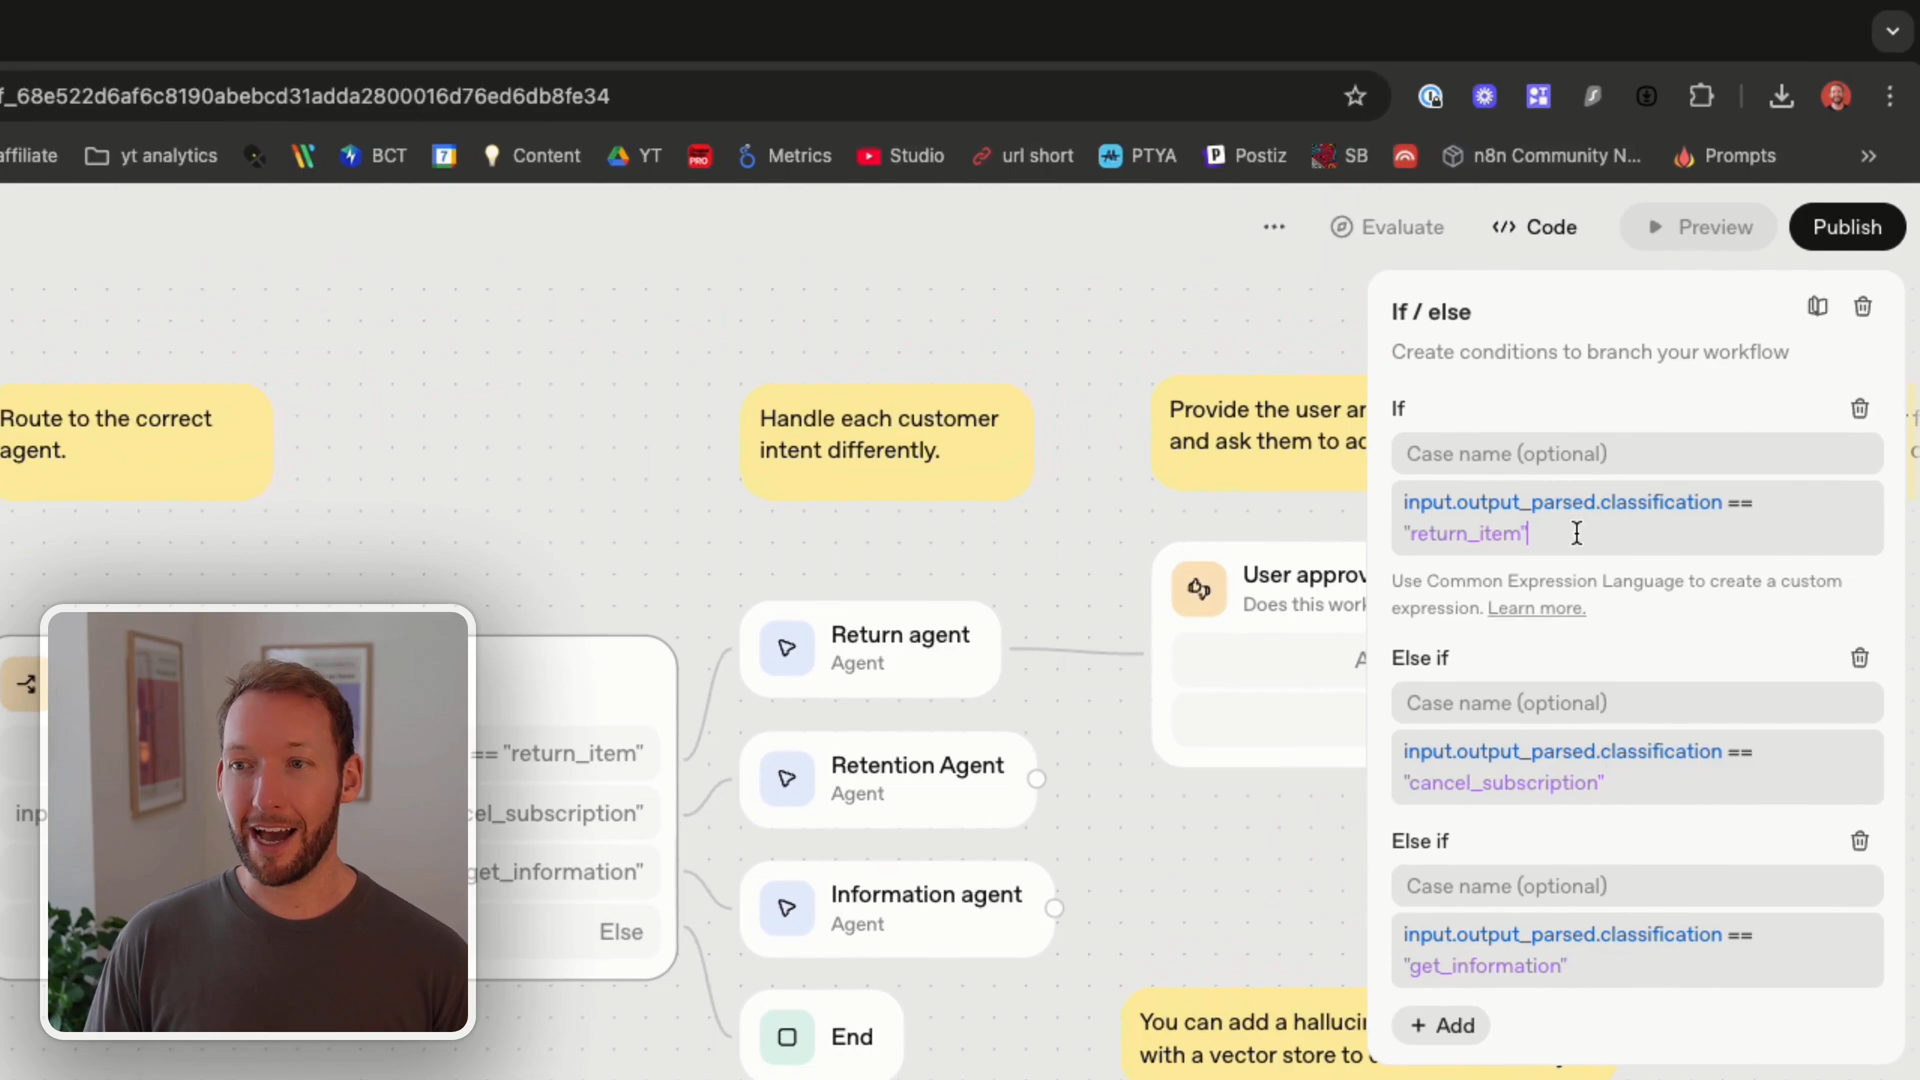 f_68e522d6af6c8190abebcd31adda2800016d76ed6db8fe34
affiliate yt analytics BCT 7 Content YT PRO Metrics Studio url short PTYA Postiz SB n8n Community N... Prompts
Evaluate </> Code Preview Publish
Route to the correct
agent.
Handle each customer
intent differently.
Provide the user
and ask them to
== "return_item"
cel_subscription"
get_information"
Else
Return agent
Agent
Retention Agent
Agent
Information agent
Agent
End
User approv
Does this work
You can add a halluci
with a vector store to
If / else
Create conditions to branch your workflow
If
Case name (optional)
input.output_parsed.classification ==
"return_item"
Use Common Expression Language to create a custom
expression. Learn more.
Else if
Case name (optional)
input.output_parsed.classification ==
"cancel_subscription"
Else if
Case name (optional)
input.output_parsed.classification ==
"get_information"
+ Add